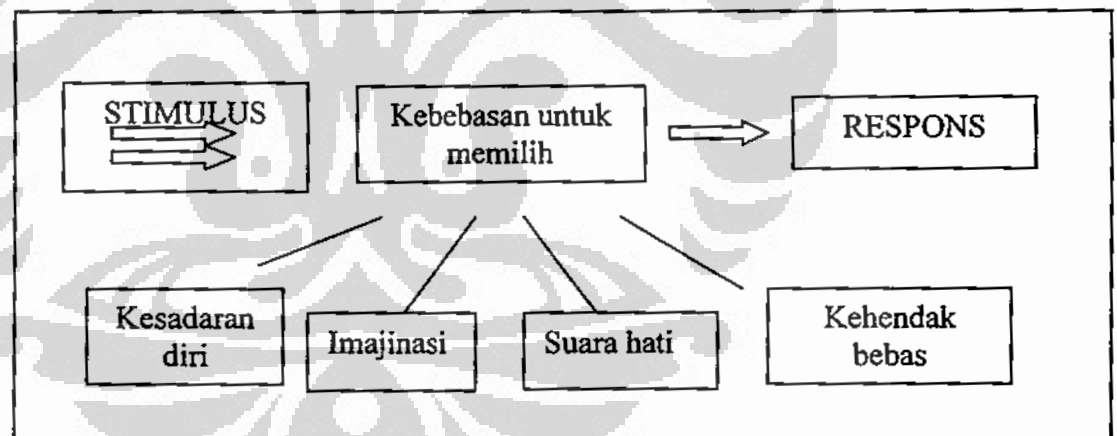 STIMULUS
Kebebasan untuk
memilih
RESPONS
Kesadaran
diri
Imajinasi
Suara hati
Kehendak
bebas